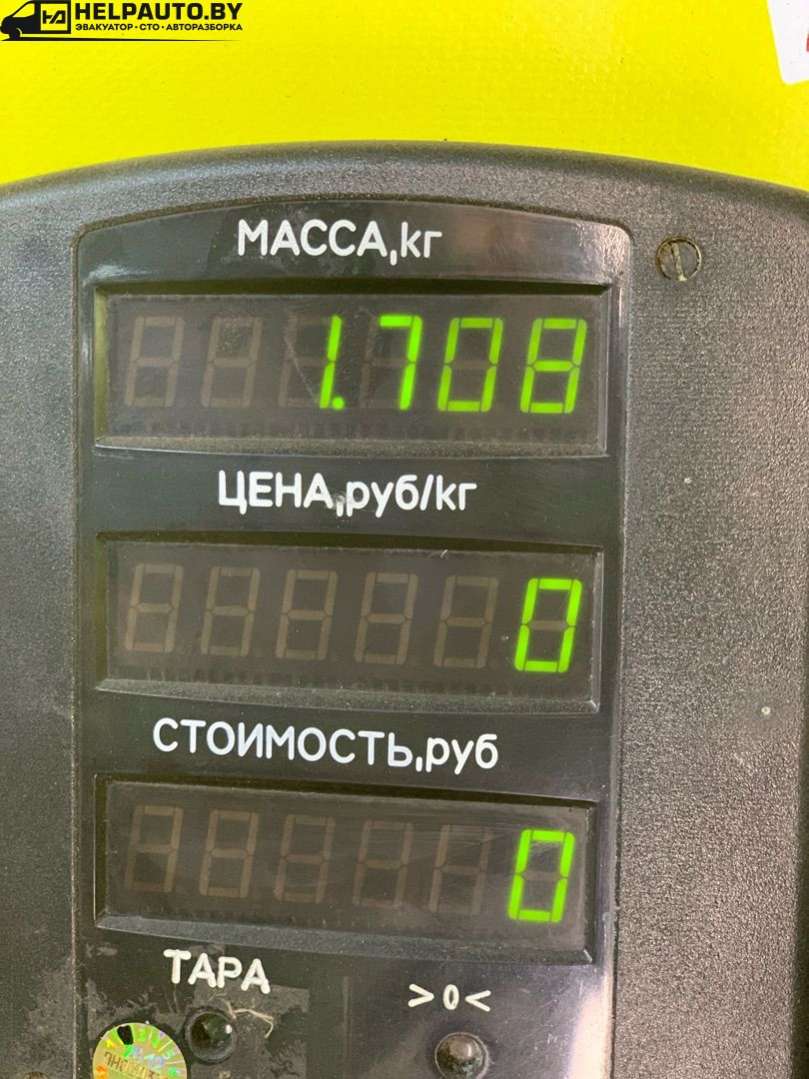 HELPAUTO.BY
ЭВАКУАТОР • СТО • АВТОРАЗБОРКА
МАССА,кг
1.708
ЦЕНА,руб/кг
0
СТОИМОСТЬ,руб
0
ТАРА
>0<